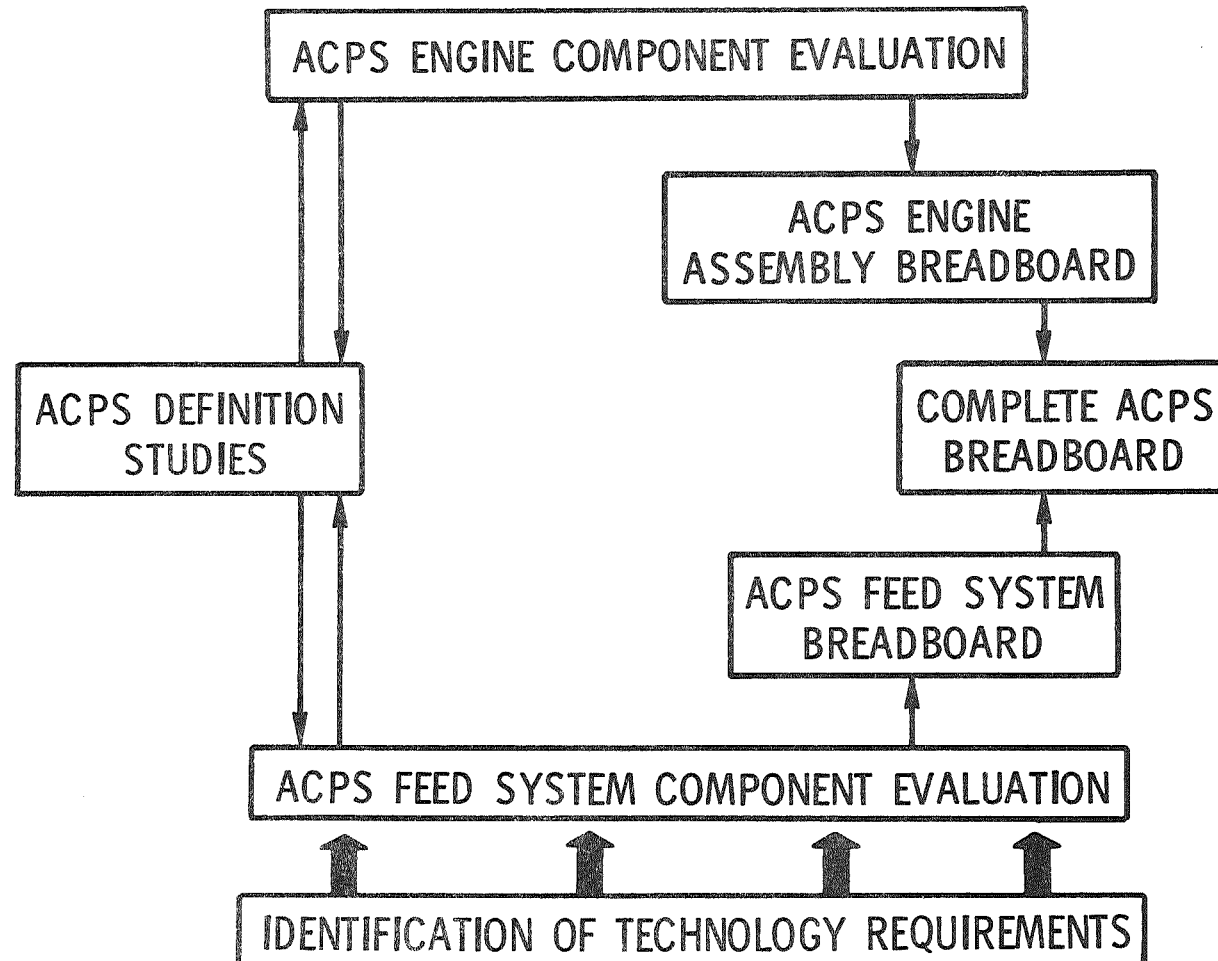 ACPS ENGINE COMPONENT EVALUATION
ACPS ENGINE
ASSEMBLY BREADBOARD
ACPS DEFINITION
STUDIES
COMPLETE ACPS
BREADBOARD
ACPS FEED SYSTEM
BREADBOARD
ACPS FEED SYSTEM COMPONENT EVALUATION
IDENTIFICATION OF TECHNOLOGY REQUIREMENTS